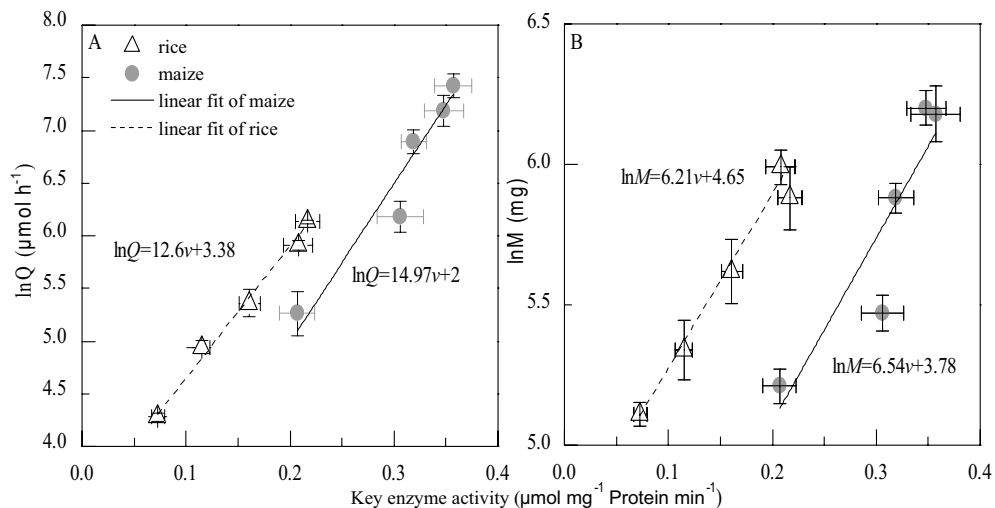 A
rice
maize
linear fit of maize
linear fit of rice
lnQ=12.6v+3.38
lnQ=14.97v+2
lnQ (μmol h⁻¹)
8.0
7.5
7.0
6.5
6.0
5.5
5.0
4.5
4.0
0.0 0.1 0.2 0.3 0.4
B
lnM=6.21v+4.65
lnM=6.54v+3.78
lnM (mg)
6.5
6.0
5.5
5.0
0.0 0.1 0.2 0.3 0.4
Key enzyme activity (μmol mg⁻¹ Protein min⁻¹)